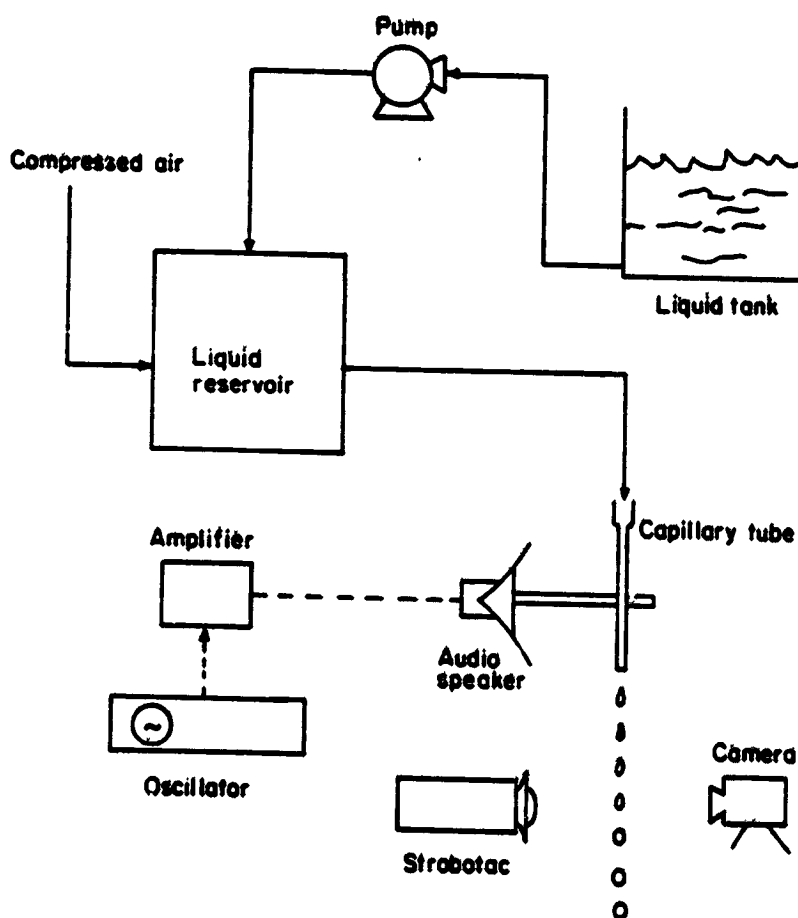 Pump
Compressed air
Liquid tank
Liquid
reservoir
Capillary tube
Amplifier
Audio
speaker
~
Camera
Oscillator
Strobotac